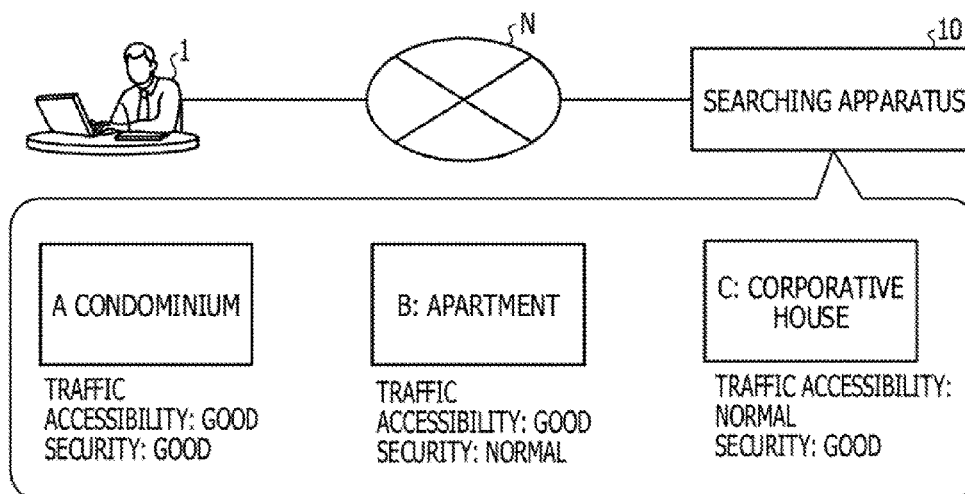 1
N
10
SEARCHING APPARATUS
A CONDOMINIUM
B: APARTMENT
C: CORPORATIVE
HOUSE
TRAFFIC
ACCESSIBILITY: GOOD
SECURITY: GOOD
TRAFFIC
ACCESSIBILITY: GOOD
SECURITY: NORMAL
TRAFFIC ACCESSIBILITY:
NORMAL
SECURITY: GOOD